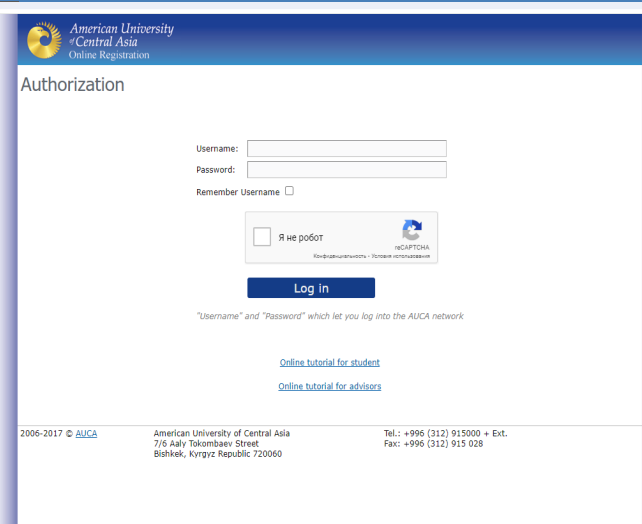 American University
of Central Asia
Online Registration
Authorization
Username:
Password:
Remember Username
Я не робот
reCAPTCHA
Конфиденциальность - Условия использования
Log in
"Username" and "Password" which let you log into the AUCA network
Online tutorial for student
Online tutorial for advisors
2006-2017 © AUCA
American University of Central Asia
7/6 Aaly Tokombaev Street
Bishkek, Kyrgyz Republic 720060
Tel.: +996 (312) 915000 + Ext.
Fax: +996 (312) 915 028